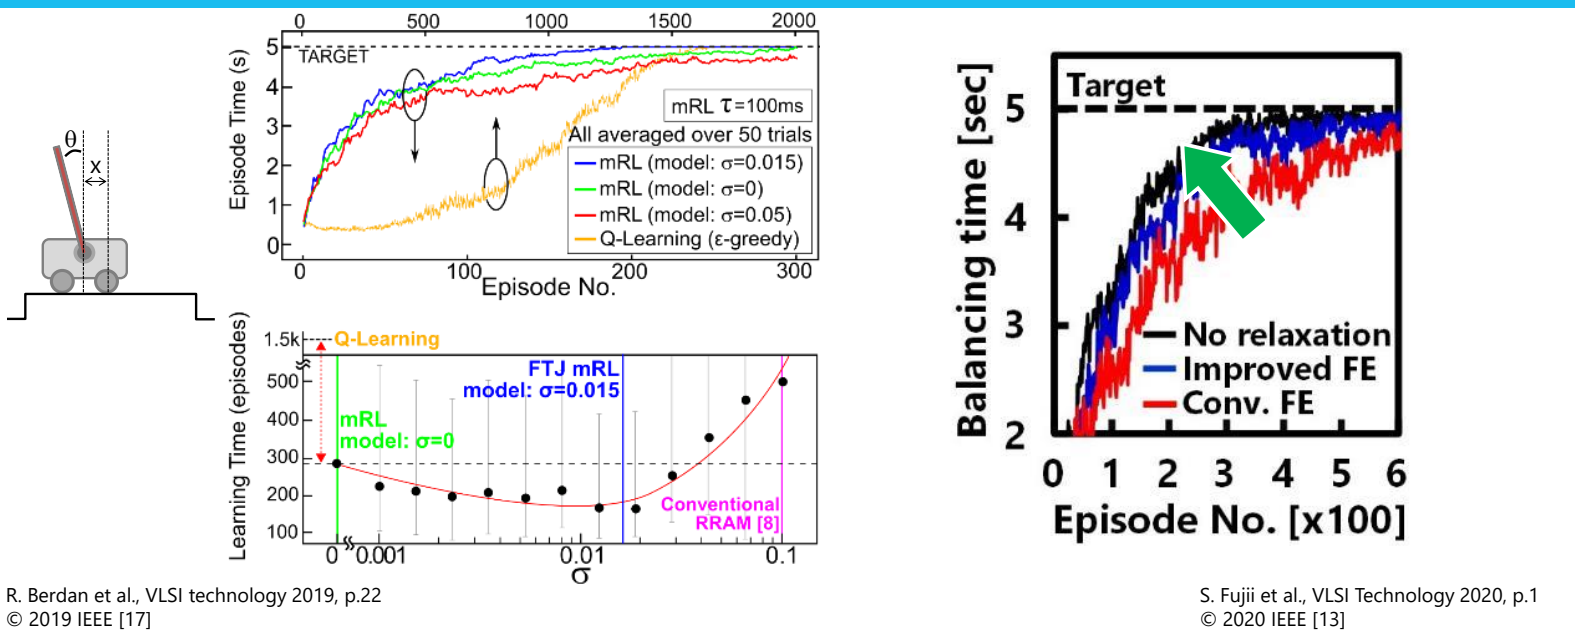 θ
x
0 500 1000 1500 2000
5
4
3
2
1
0
Episode Time (s)
TARGET
mRL τ=100ms
All averaged over 50 trials
mRL (model: σ=0.015)
mRL (model: σ=0)
mRL (model: σ=0.05)
Q-Learning (ε-greedy)
0 100 200 300
Episode No.
1.5k
500
400
300
200
100
Learning Time (episodes)
Q-Learning
FTJ mRL
model: σ=0.015
mRL
model: σ=0
Conventional
RRAM [8]
0 0.001 0.01 0.1
σ
R. Berdan et al., VLSI technology 2019, p.22
© 2019 IEEE [17]
Balancing time [sec]
5
4
3
2
Target
No relaxation
Improved FE
Conv. FE
0 1 2 3 4 5 6
Episode No. [x100]
S. Fujii et al., VLSI Technology 2020, p.1
© 2020 IEEE [13]